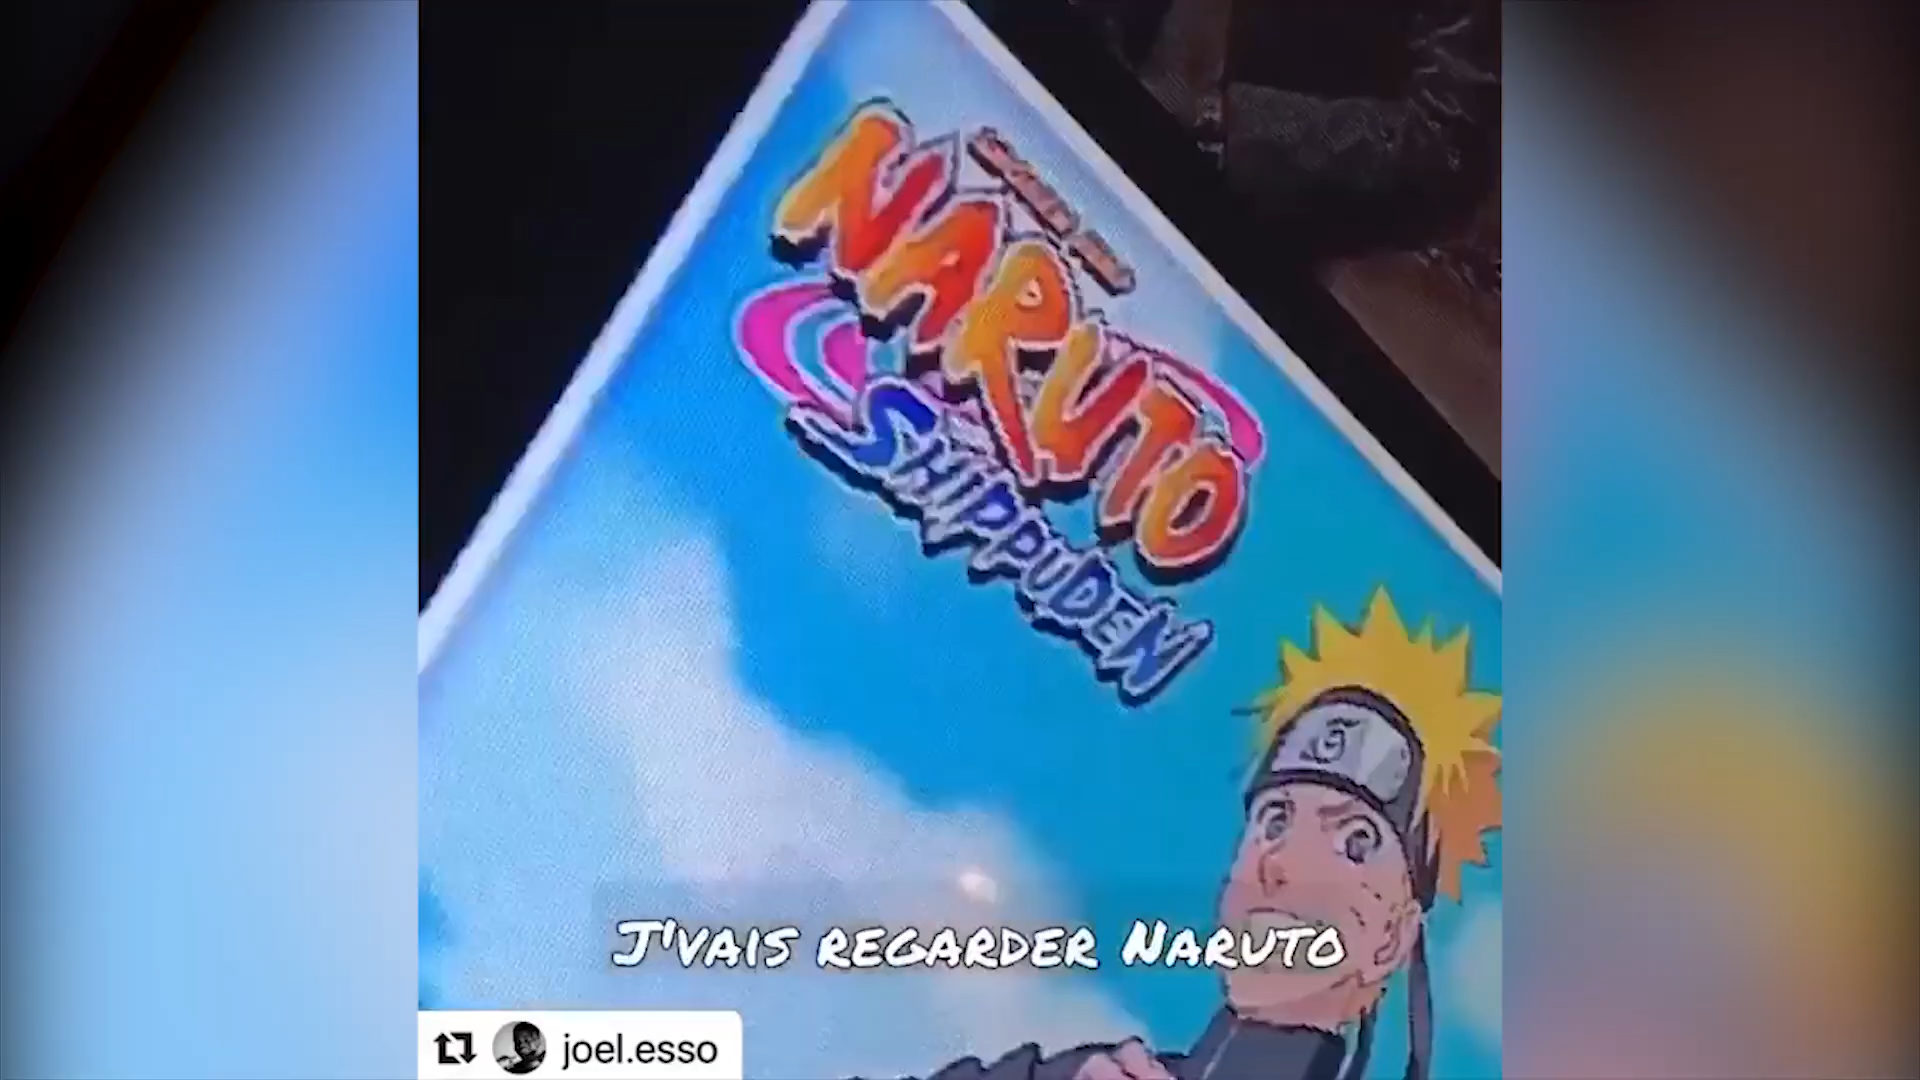 NARUTO
SHIPPUDEN
J'VAIS REGARDER NARUTO
joel.esso